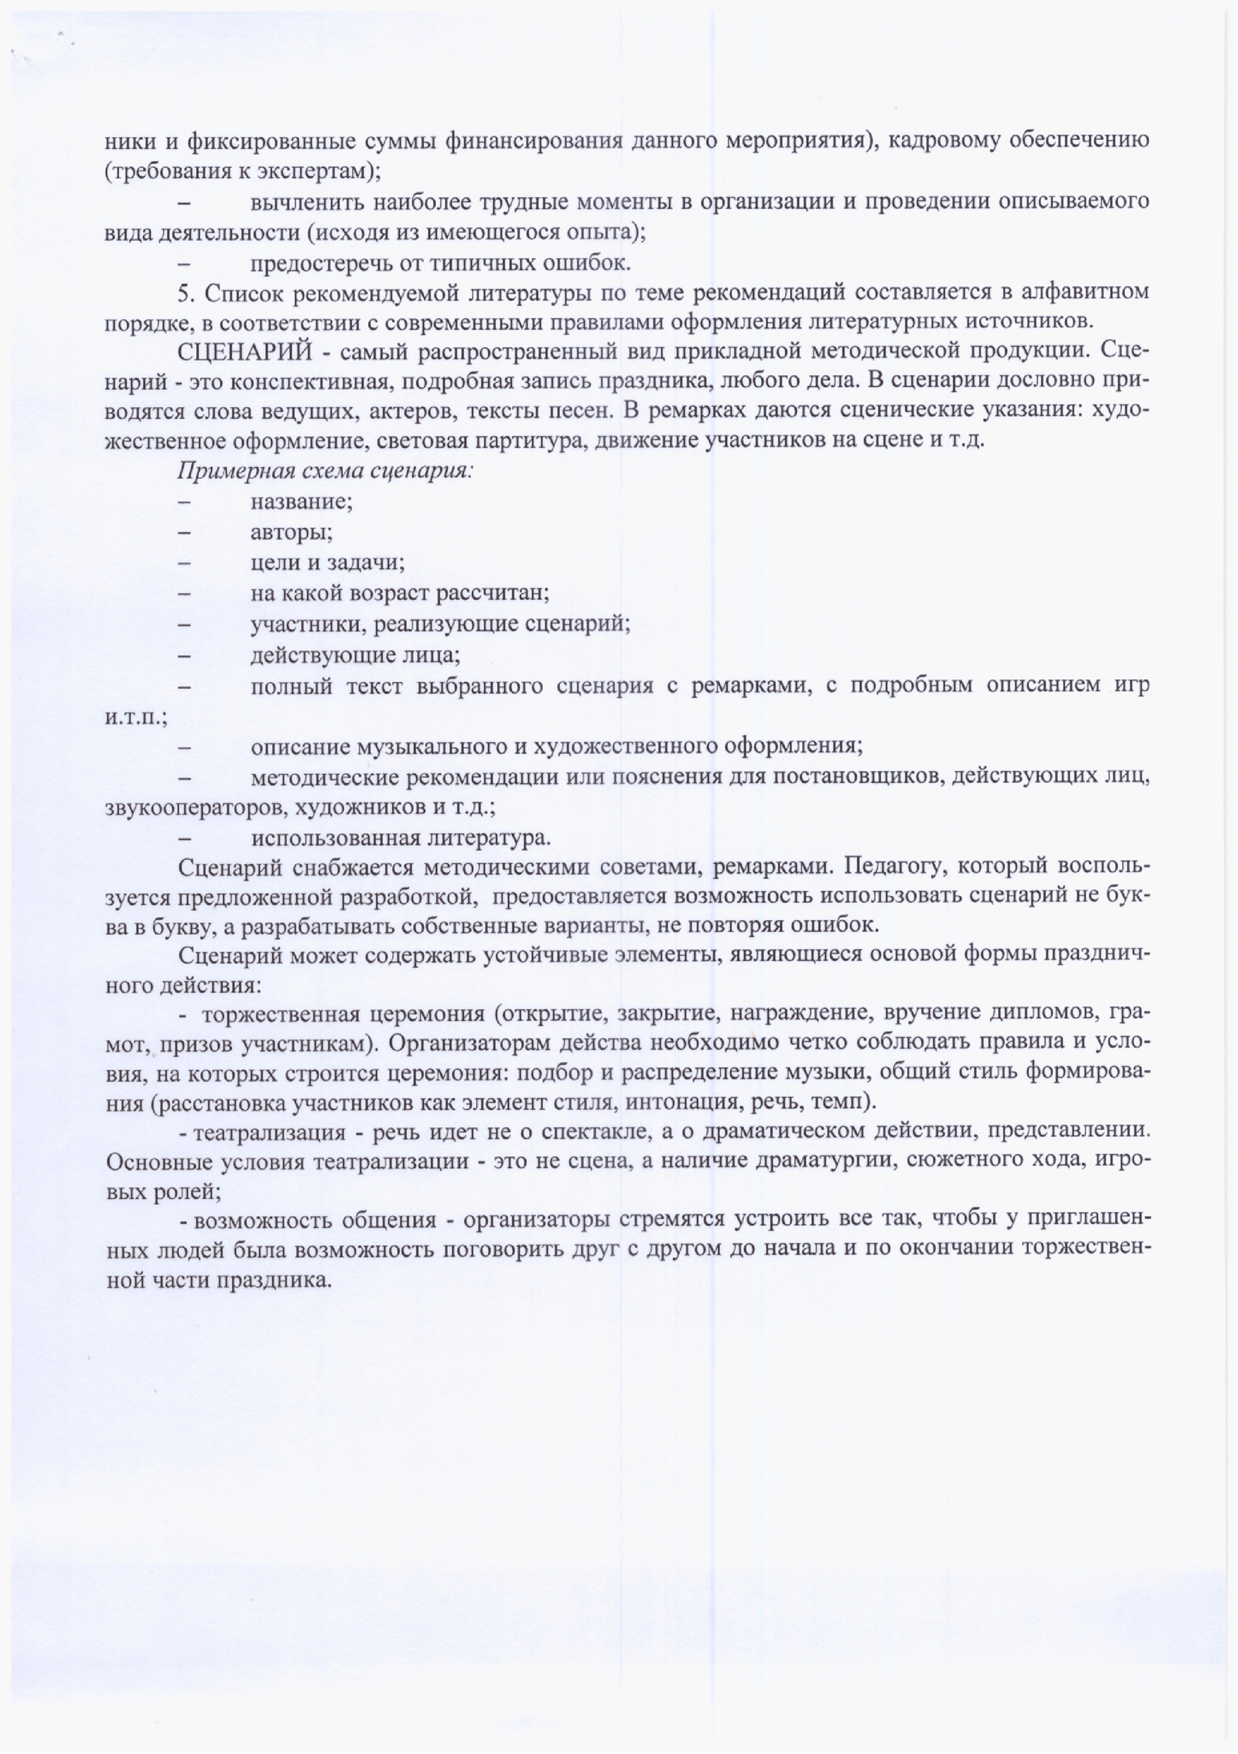 ники и фиксированные суммы финансирования данного мероприятия), кадровому обеспечению
(требования к экспертам);
– вычленить наиболее трудные моменты в организации и проведении описываемого
вида деятельности (исходя из имеющегося опыта);
– предостеречь от типичных ошибок.
5. Список рекомендуемой литературы по теме рекомендаций составляется в алфавитном
порядке, в соответствии с современными правилами оформления литературных источников.
СЦЕНАРИЙ - самый распространенный вид прикладной методической продукции. Сце-
нарий - это конспективная, подробная запись праздника, любого дела. В сценарии дословно при-
водятся слова ведущих, актеров, тексты песен. В ремарках даются сценические указания: худо-
жественное оформление, световая партитура, движение участников на сцене и т.д.
Примерная схема сценария:
– название;
– авторы;
– цели и задачи;
– на какой возраст рассчитан;
– участники, реализующие сценарий;
– действующие лица;
– полный текст выбранного сценария с ремарками, с подробным описанием игр
и.т.п.;
– описание музыкального и художественного оформления;
– методические рекомендации или пояснения для постановщиков, действующих лиц,
звукооператоров, художников и т.д.;
– использованная литература.
Сценарий снабжается методическими советами, ремарками. Педагогу, который восполь-
зуется предложенной разработкой, предоставляется возможность использовать сценарий не бук-
ва в букву, а разрабатывать собственные варианты, не повторяя ошибок.
Сценарий может содержать устойчивые элементы, являющиеся основой формы празднич-
ного действия:
- торжественная церемония (открытие, закрытие, награждение, вручение дипломов, гра-
мот, призов участникам). Организаторам действа необходимо четко соблюдать правила и усло-
вия, на которых строится церемония: подбор и распределение музыки, общий стиль формирова-
ния (расстановка участников как элемент стиля, интонация, речь, темп).
- театрализация - речь идет не о спектакле, а о драматическом действии, представлении.
Основные условия театрализации - это не сцена, а наличие драматургии, сюжетного хода, игро-
вых ролей;
- возможность общения - организаторы стремятся устроить все так, чтобы у приглашен-
ных людей была возможность поговорить друг с другом до начала и по окончании торжествен-
ной части праздника.